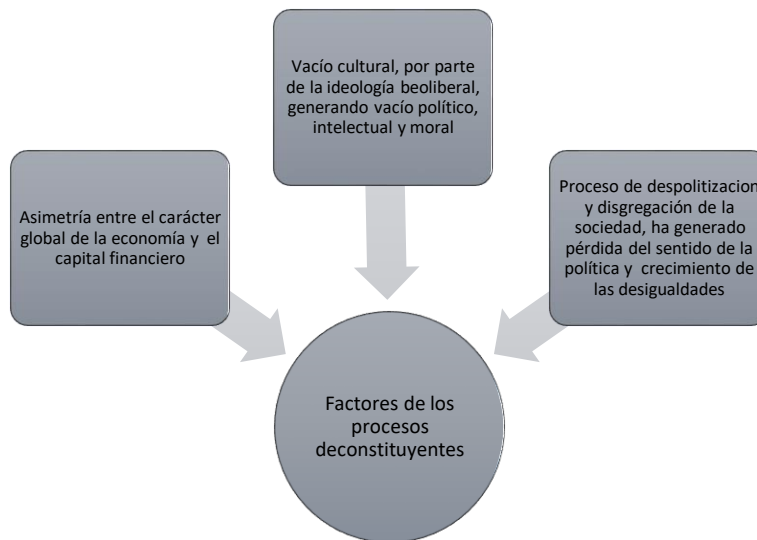 Vacío cultural, por parte
de la ideología beoliberal,
generando vacío político,
intelectual y moral
Asimetría entre el carácter
global de la economía y el
capital financiero
Proceso de despolitizacion
y disgregación de la
sociedad, ha generado
pérdida del sentido de la
política y crecimiento de
las desigualdades
Factores de los
procesos
deconstituyentes